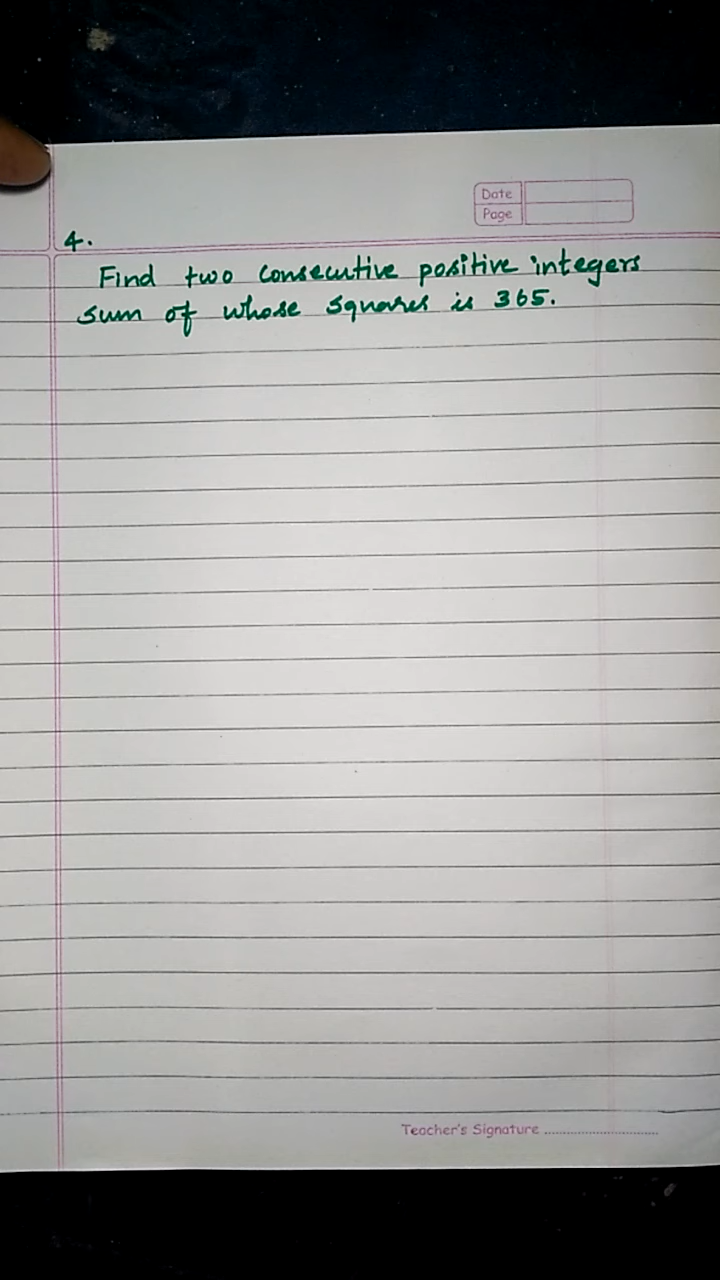 Date
Page
4.
Find two consecutive positive integers
sum of whose squares is 365.
Teacher's Signature ..............................